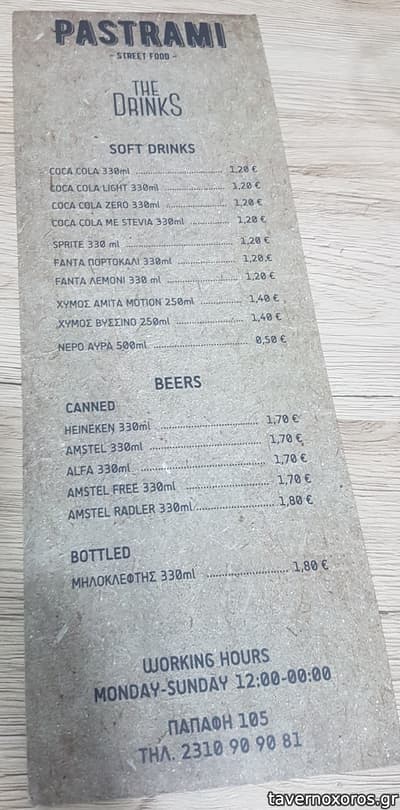 PASTRAMI
- STREET FOOD -
THE
DRINKS
SOFT DRINKS
COCA COLA 330ml ........................ 1,20 €
COCA COLA LIGHT 330ml ................ 1,20 €
COCA COLA ZERO 330ml ................ 1,20 €
COCA COLA ΜΕ STEVIA 330ml ............ 1,20 €
SPRITE 330 ml ........................ 1,20 €
FANTA ΠΟΡΤΟΚΑΛΙ 330ml ................ 1,20 €
FANTA ΛΕΜΟΝΙ 330 ml ................ 1,20 €
ΧΥΜΟΣ ΑΜΙΤΑ MOTION 250ml ............ 1,40 €
ΧΥΜΟΣ ΒΥΣΣΙΝΟ 250ml ................ 1,40 €
ΝΕΡΟ ΑΥΡΑ 500ml ........................ 0,50 €
BEERS
CANNED
HEINEKEN 330ml ........................ 1,70 €
AMSTEL 330ml ........................ 1,70 €
ALFA 330ml ........................ 1,70 €
AMSTEL FREE 330ml ................ 1,70 €
AMSTEL RADLER 330ml ................ 1,80 €
BOTTLED
ΜΗΛΟΚΛΕΦΤΗΣ 330ml ................ 1,80 €
WORKING HOURS
MONDAY-SUNDAY 12:00-00:00
ΠΑΠΑΦΗ 105
ΤΗΛ. 2310 90 90 81
tavernoxoros.gr